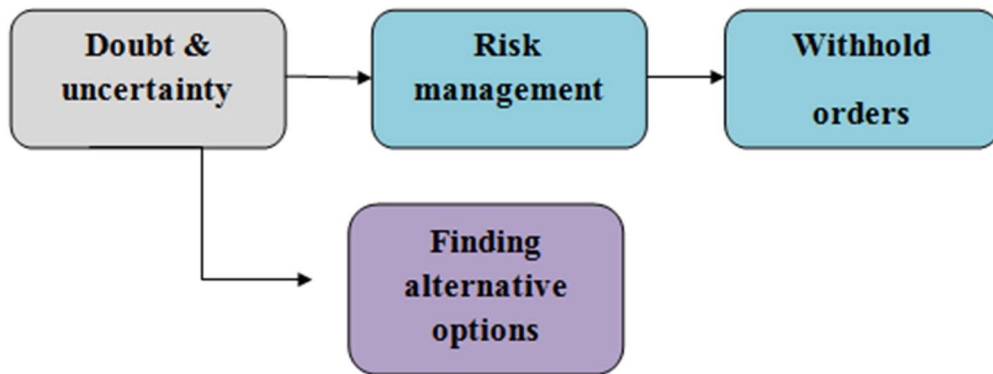 Doubt &
uncertainty
Risk
management
Withhold
orders
Finding
alternative
options